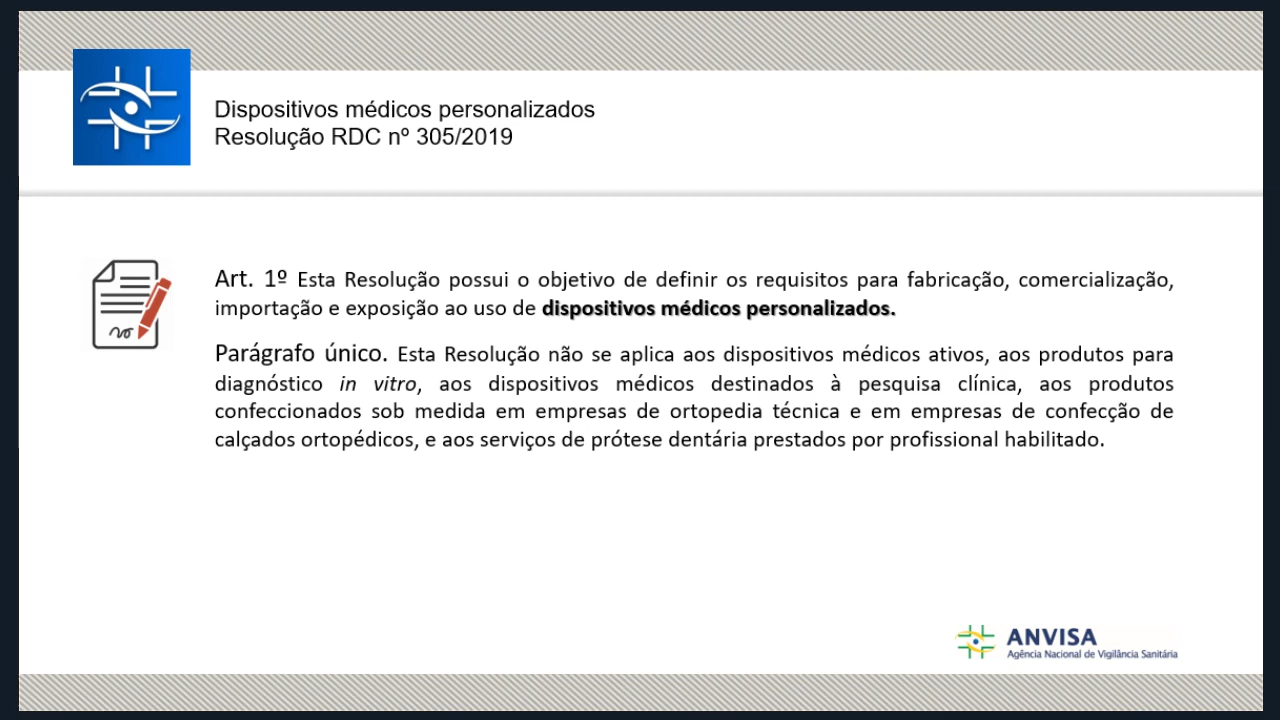 Dispositivos médicos personalizados
Resolução RDC nº 305/2019
Art. 1º Esta Resolução possui o objetivo de definir os requisitos para fabricação, comercialização,
importação e exposição ao uso de dispositivos médicos personalizados.
Parágrafo único. Esta Resolução não se aplica aos dispositivos médicos ativos, aos produtos para
diagnóstico in vitro, aos dispositivos médicos destinados à pesquisa clínica, aos produtos
confeccionados sob medida em empresas de ortopedia técnica e em empresas de confecção de
calçados ortopédicos, e aos serviços de prótese dentária prestados por profissional habilitado.
ANVISA
Agência Nacional de Vigilância Sanitária